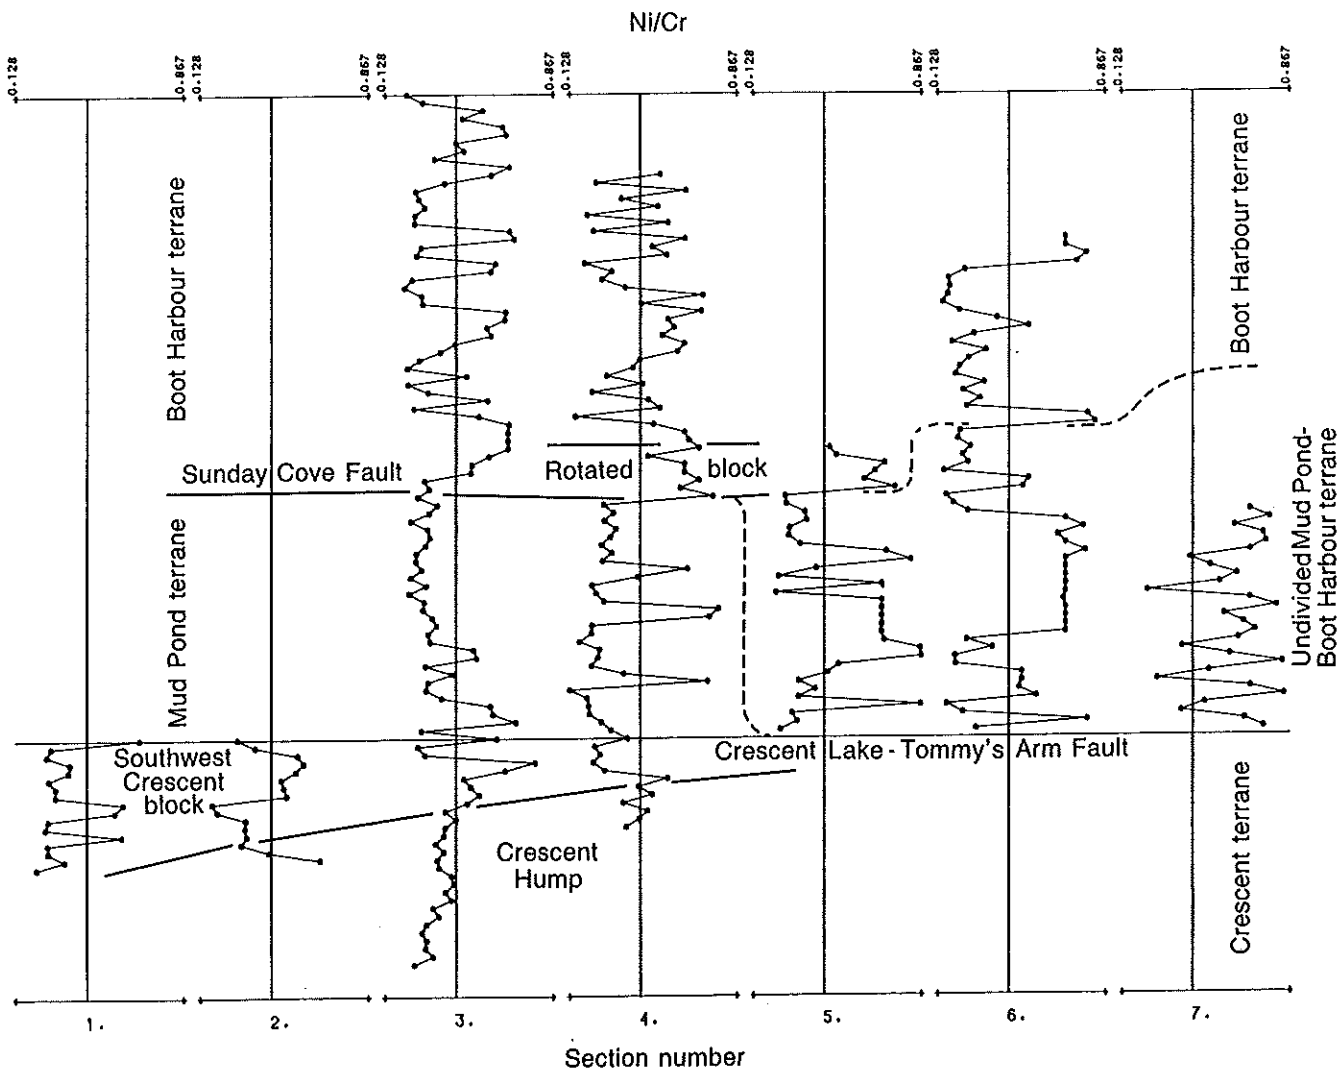 Ni/Cr
0.128 0.867 0.128 0.867 0.128 0.867 0.128 0.867 0.128 0.867 0.128 0.867 0.128 0.867
Boot Harbour terrane
Boot Harbour terrane
Sunday Cove Fault
Rotated block
Mud Pond terrane
Undivided Mud Pond-
Boot Harbour terrane
Crescent Lake - Tommy's Arm Fault
Southwest
Crescent
block
Crescent
Hump
Crescent terrane
1. 2. 3. 4. 5. 6. 7.
Section number